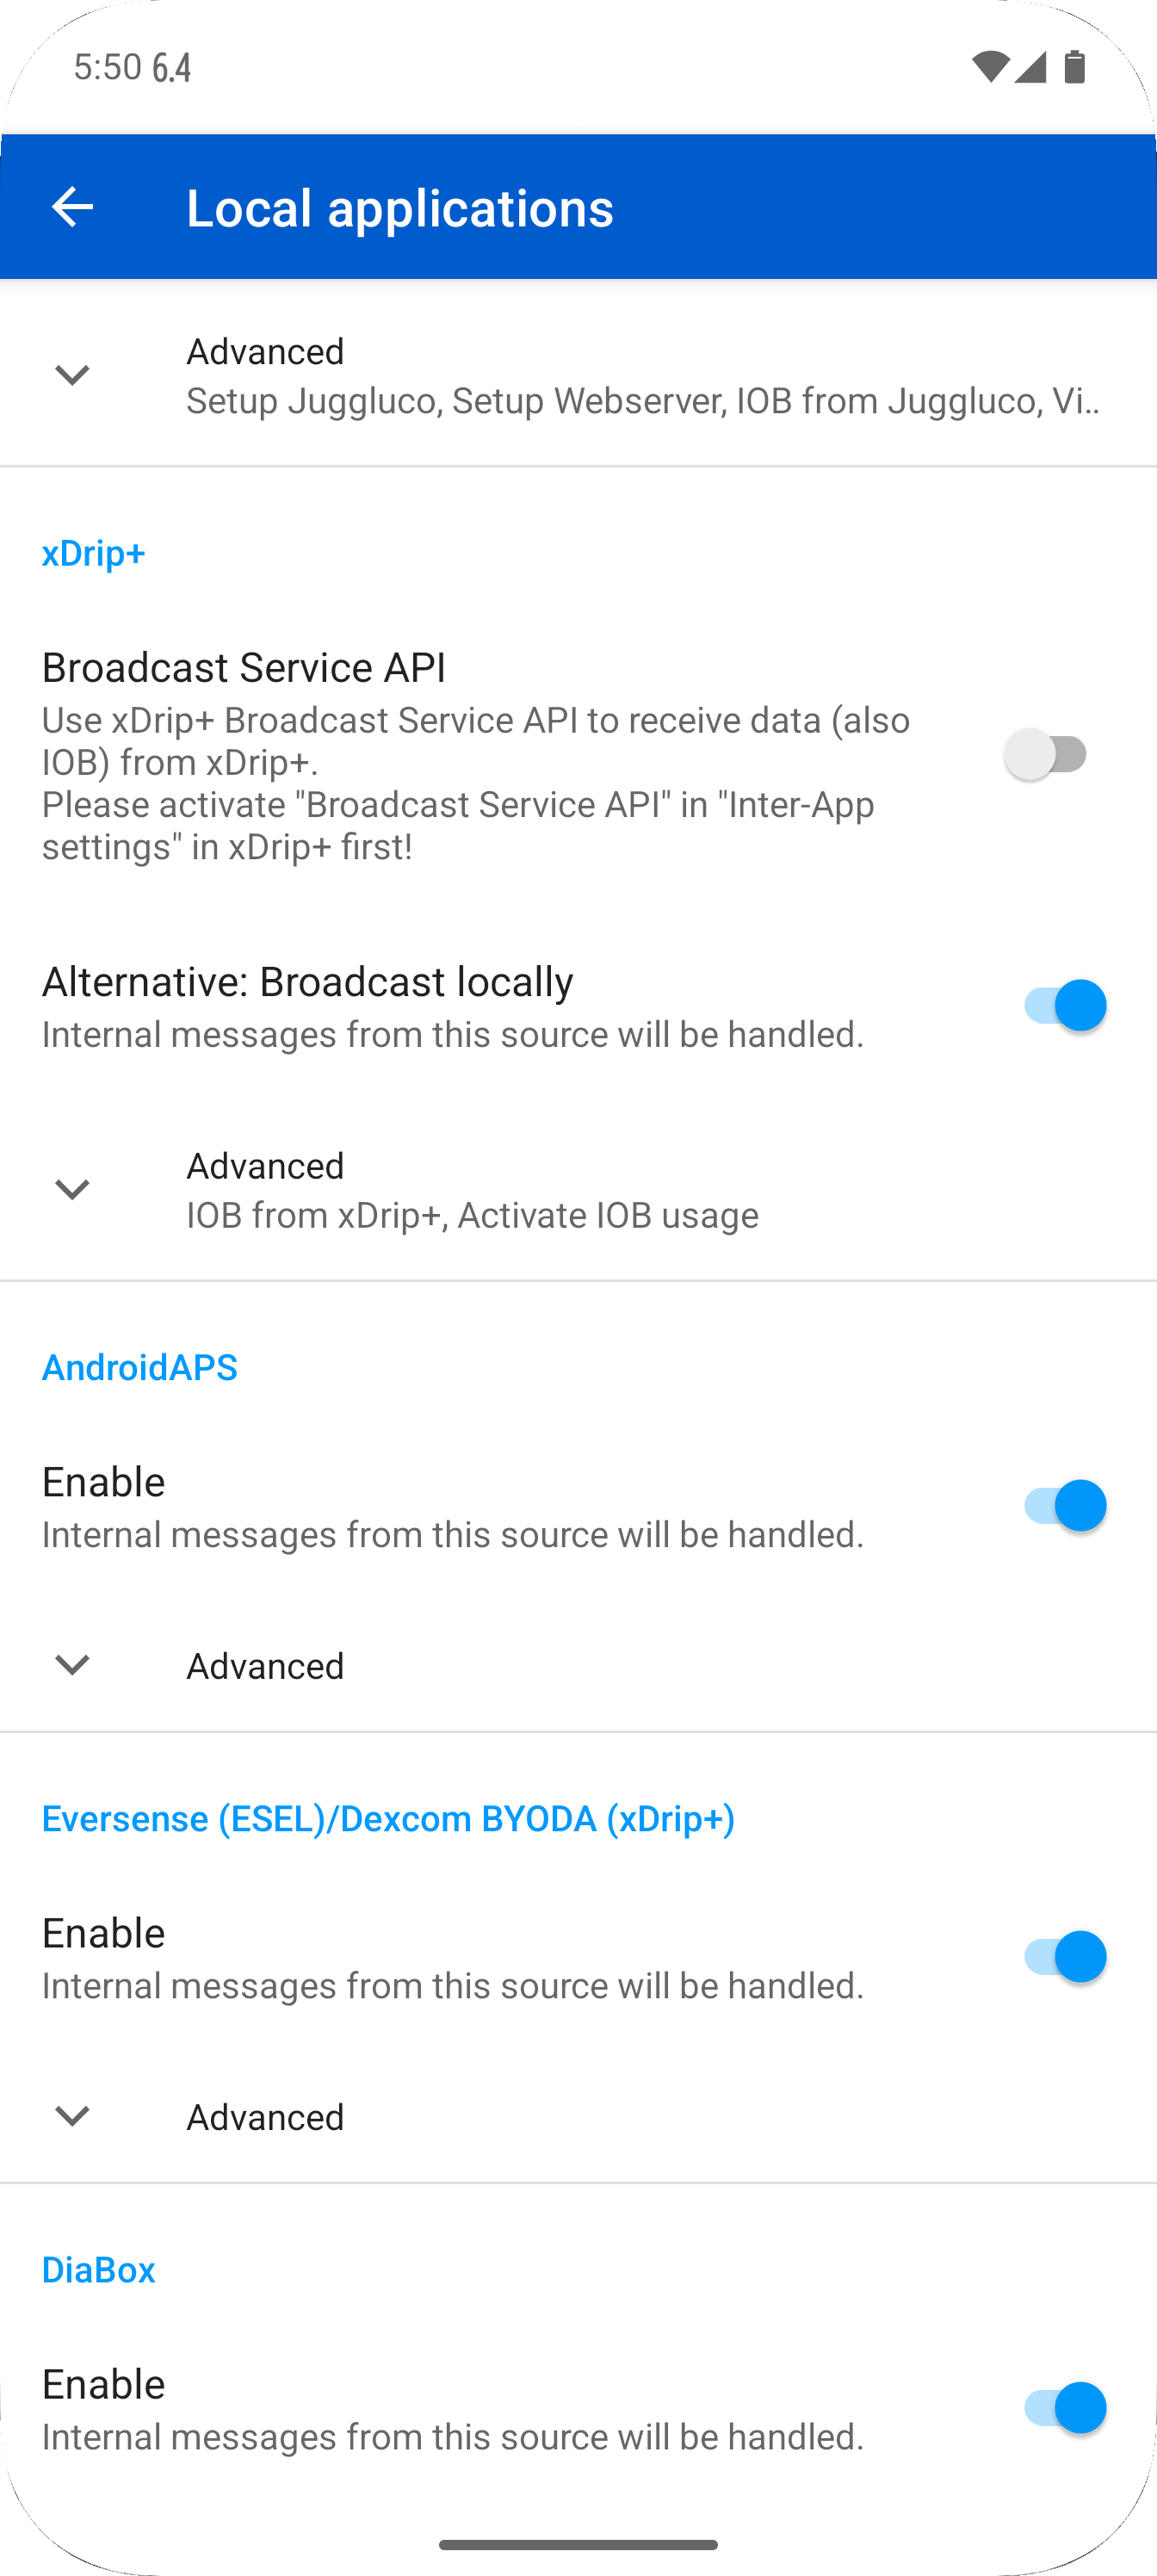 5:50 6.4
Local applications
Advanced
Setup Juggluco, Setup Webserver, IOB from Juggluco, Vi..
xDrip+
Broadcast Service API
Use xDrip+ Broadcast Service API to receive data (also
IOB) from xDrip+.
Please activate "Broadcast Service API" in "Inter-App
settings" in xDrip+ first!
Alternative: Broadcast locally
Internal messages from this source will be handled.
Advanced
IOB from xDrip+, Activate IOB usage
AndroidAPS
Enable
Internal messages from this source will be handled.
Advanced
Eversense (ESEL)/Dexcom BYODA (xDrip+)
Enable
Internal messages from this source will be handled.
Advanced
DiaBox
Enable
Internal messages from this source will be handled.